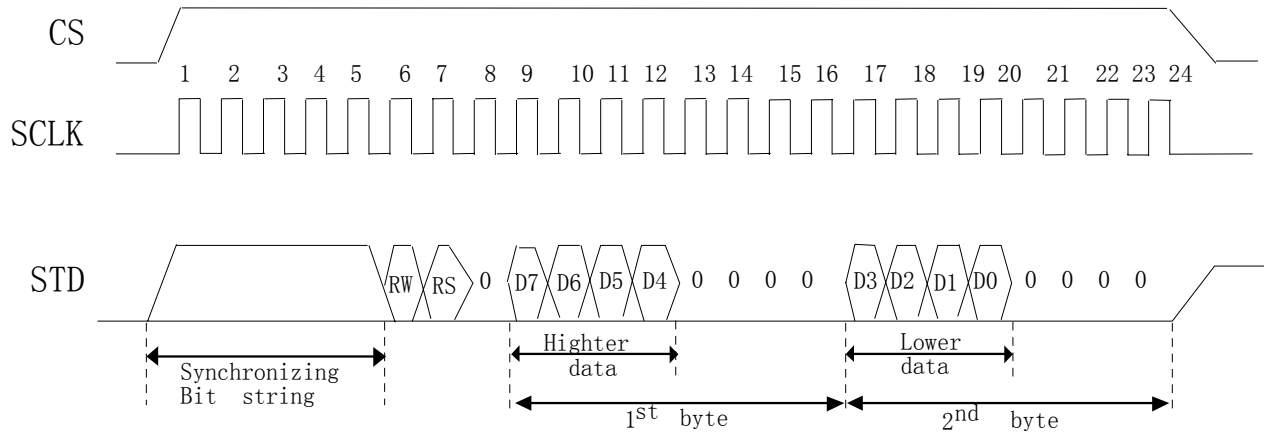 CS
1 2 3 4 5 6 7 8 9 10 11 12 13 14 15 16 17 18 19 20 21 22 23 24
SCLK
STD
RW RS 0 D7 D6 D5 D4 0 0 0 0 D3 D2 D1 D0 0 0 0 0
Highter
data
Lower
data
Synchronizing
Bit string
1st byte
2nd byte